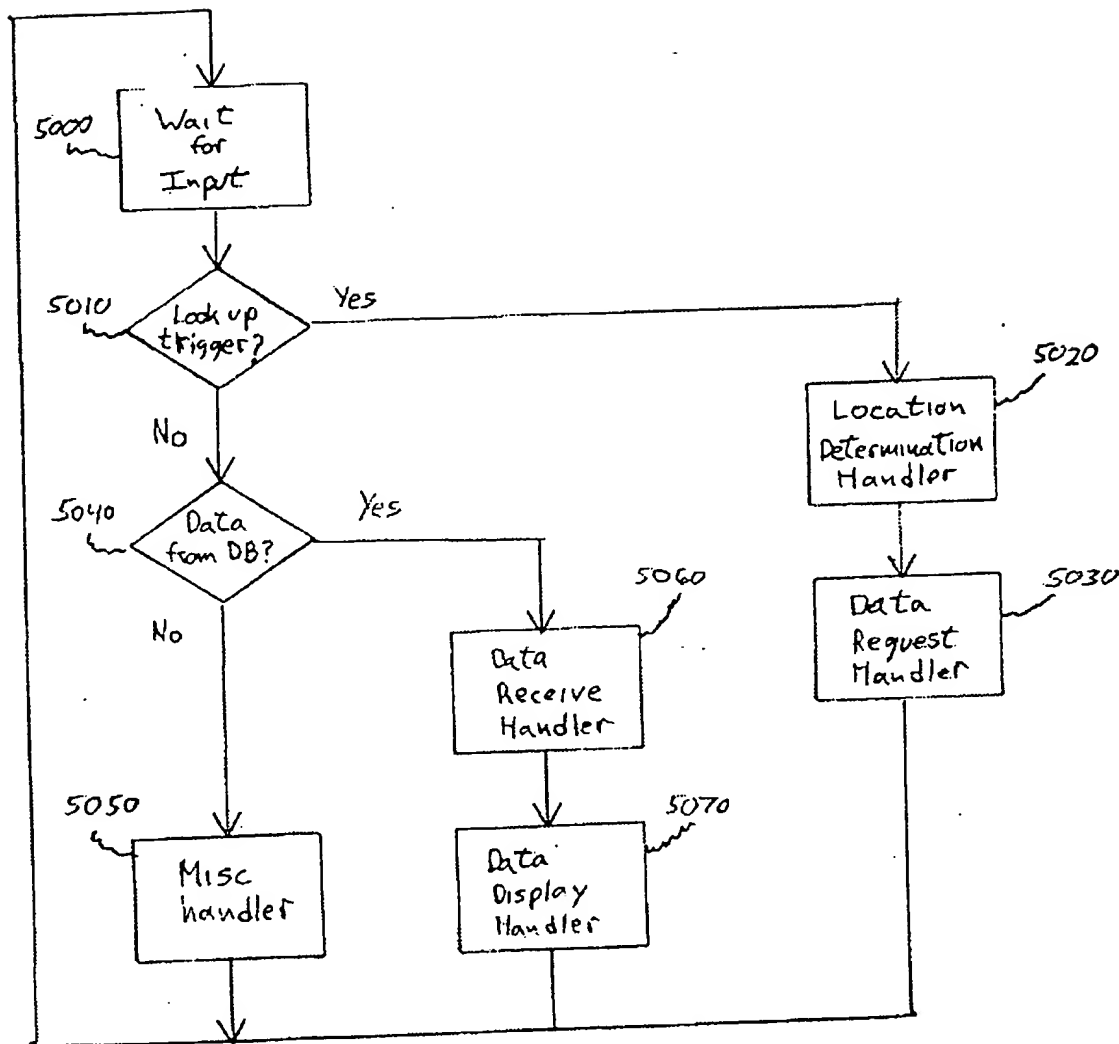 5000
Wait
for
Input
5010
Look up
trigger?
Yes
No
5020
Location
Determination
Handler
5040
Data
from DB?
Yes
No
5030
Data
Request
Handler
5060
Data
Receive
Handler
5050
Misc
handler
5070
Data
Display
Handler